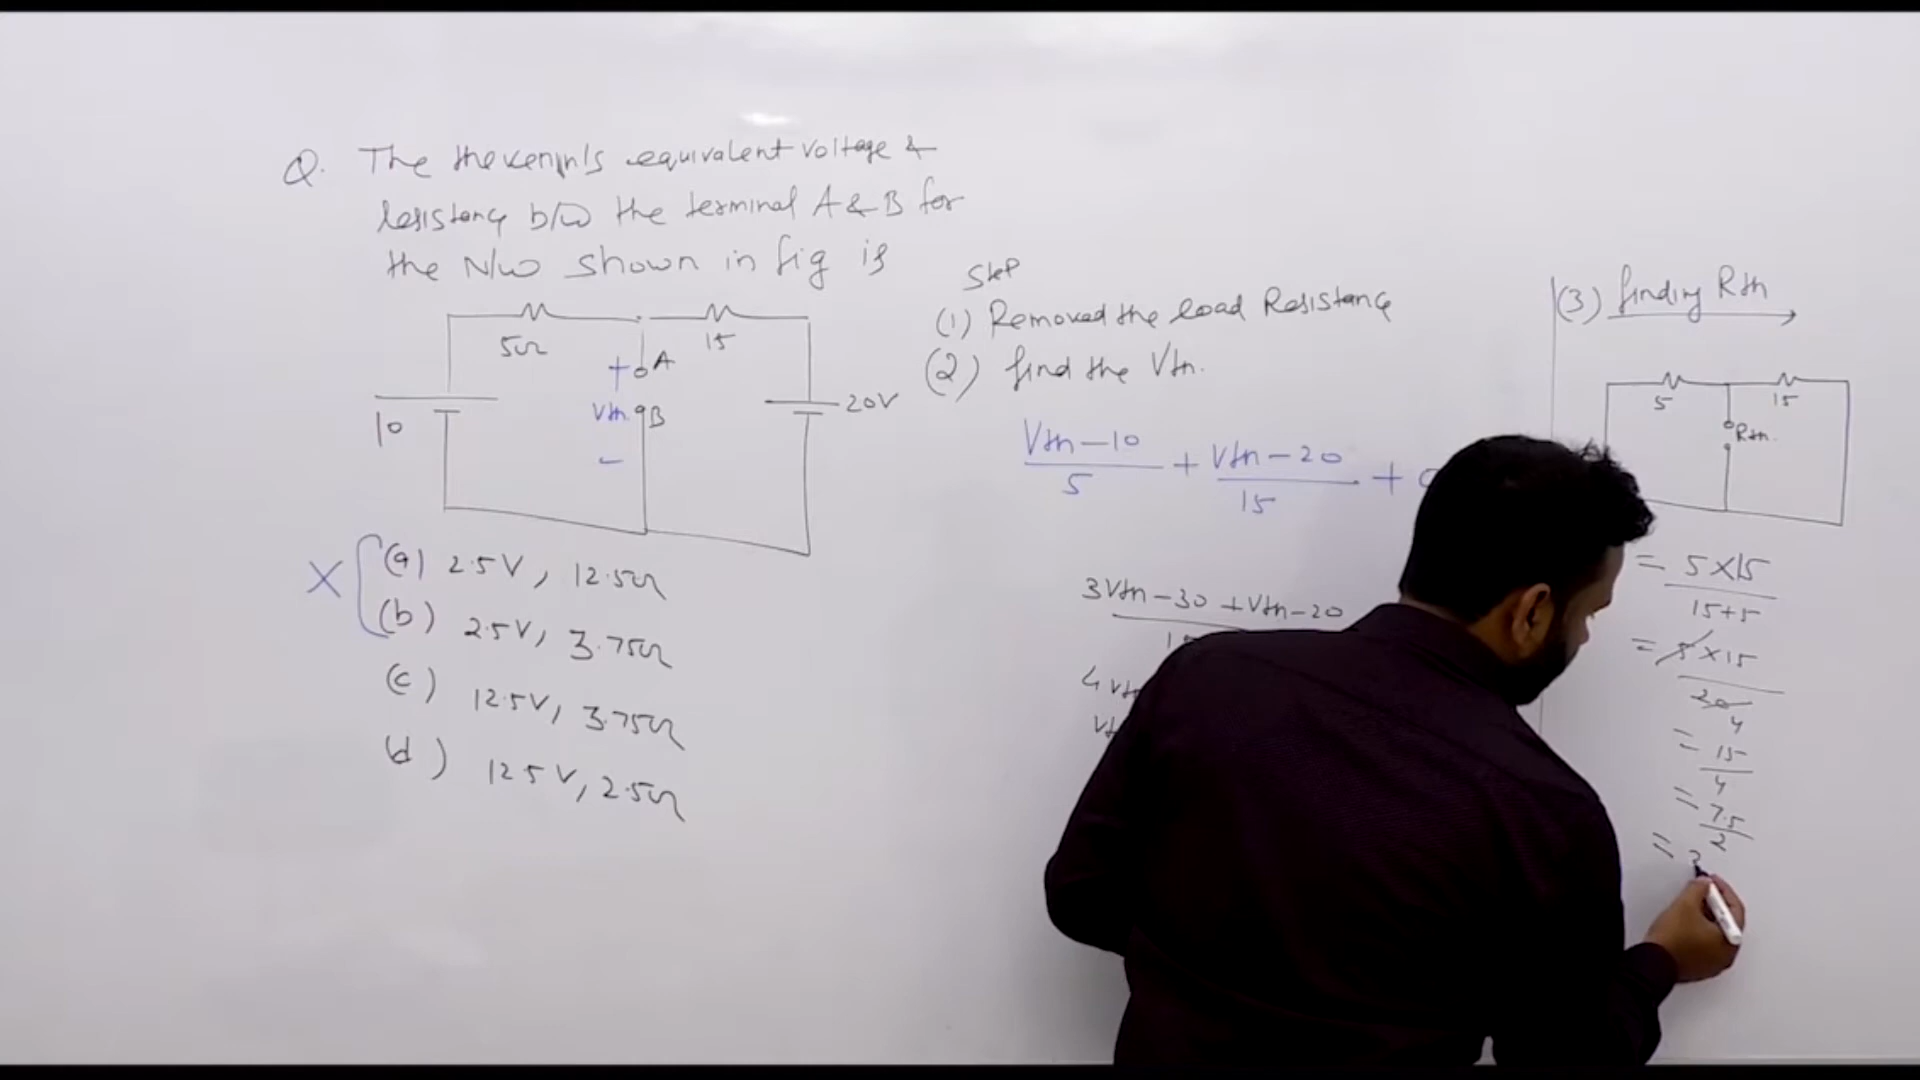 Q. The thevenin's equivalent voltage &
resistance b/w the terminal A & B for
the N/w shown in fig is
5Ω
15
+
A
Vth
B
-
10
20V
X
(a) 2.5V, 12.5Ω
(b) 2.5V, 3.75Ω
(c) 12.5V, 3.75Ω
(d) 12.5V, 2.5Ω
Step
(1) Removed the load Resistance
(2) find the Vth.
Vth-10/5 + Vth-20/15 +
3Vth-30+Vth-20
(3) finding Rth
5
15
Rth.
= 5×15/15+5
= 5×15/20
4
= 15/4
= 7.5/2
=